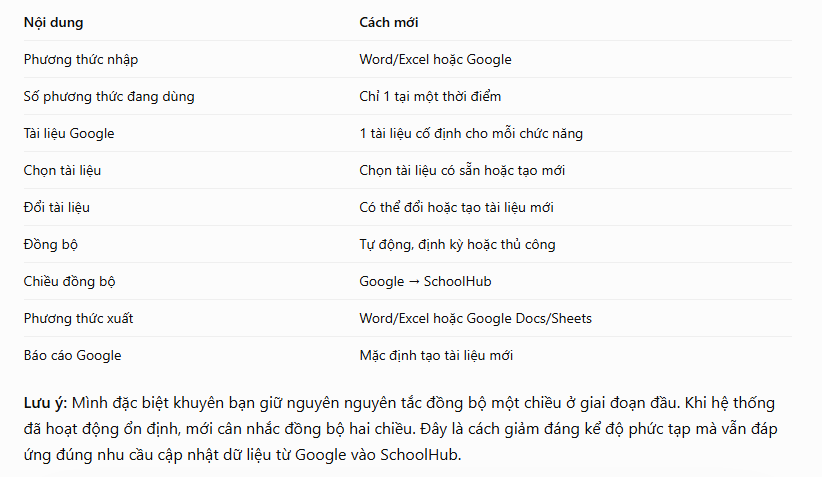 Nội dung Cách mới
Phương thức nhập Word/Excel hoặc Google
Số phương thức đang dùng Chỉ 1 tại một thời điểm
Tài liệu Google 1 tài liệu cố định cho mỗi chức năng
Chọn tài liệu Chọn tài liệu có sẵn hoặc tạo mới
Đổi tài liệu Có thể đổi hoặc tạo tài liệu mới
Đồng bộ Tự động, định kỳ hoặc thủ công
Chiều đồng bộ Google → SchoolHub
Phương thức xuất Word/Excel hoặc Google Docs/Sheets
Báo cáo Google Mặc định tạo tài liệu mới
Lưu ý: Mình đặc biệt khuyên bạn giữ nguyên nguyên tắc đồng bộ một chiều ở giai đoạn đầu. Khi hệ thống
đã hoạt động ổn định, mới cân nhắc đồng bộ hai chiều. Đây là cách giảm đáng kể độ phức tạp mà vẫn đáp
ứng đúng nhu cầu cập nhật dữ liệu từ Google vào SchoolHub.